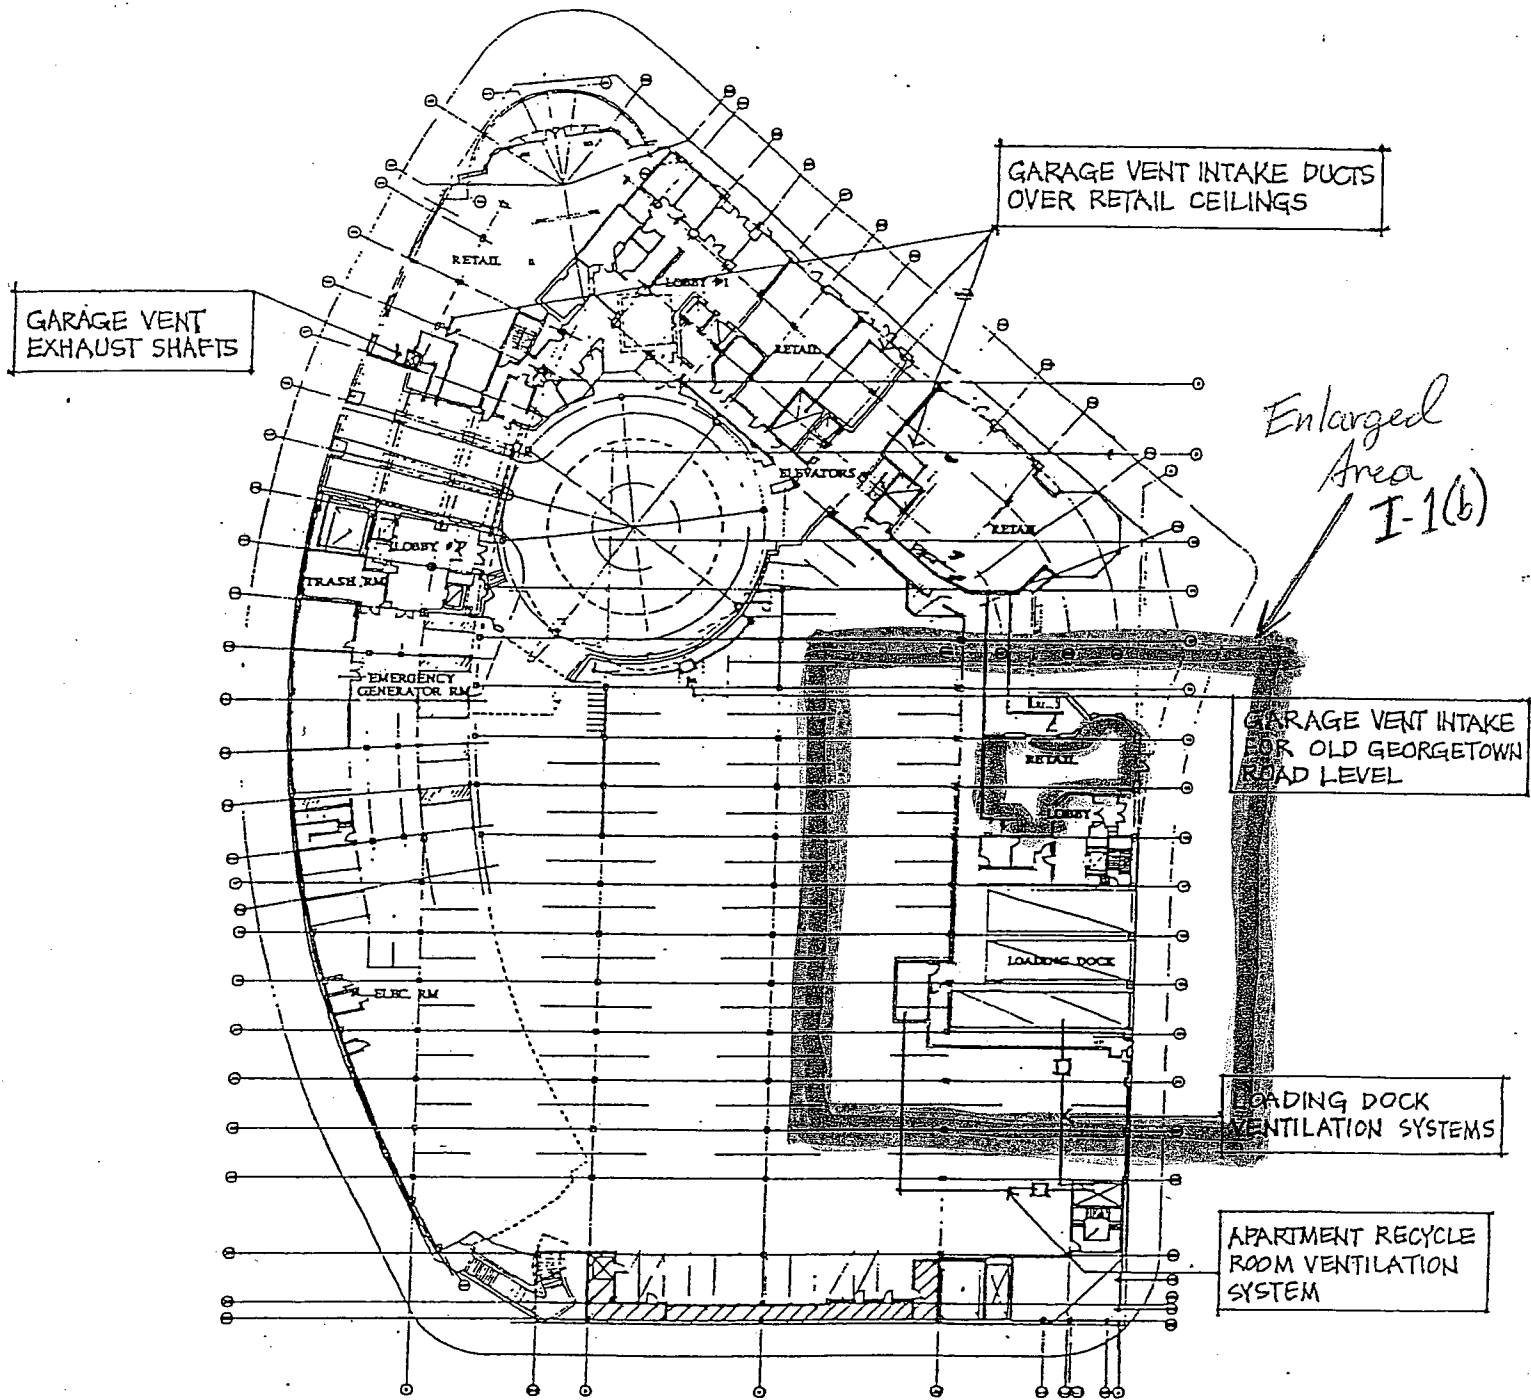 GARAGE VENT INTAKE DUCTS
OVER RETAIL CEILINGS
RETAIL
LOBBY #1
GARAGE VENT
EXHAUST SHAFTS
RETAIL
Enlarged
Area
I-1(b)
ELEVATORS
RETAIL
LOBBY #2
TRASH RM
EMERGENCY
GENERATOR RM
GARAGE VENT INTAKE
FOR OLD GEORGETOWN
ROAD LEVEL
RETAIL
LOBBY
LOADING DOCK
ELEC. RM
LOADING DOCK
VENTILATION SYSTEMS
APARTMENT RECYCLE
ROOM VENTILATION
SYSTEM